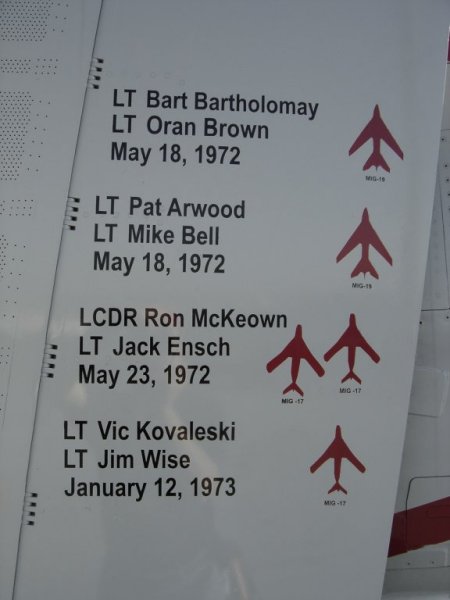 LT Bart Bartholomay
LT Oran Brown
May 18, 1972
MIG-19
LT Pat Arwood
LT Mike Bell
May 18, 1972
MIG-19
LCDR Ron McKeown
LT Jack Ensch
May 23, 1972
MIG -17
MIG -17
LT Vic Kovaleski
LT Jim Wise
January 12, 1973
MIG -17